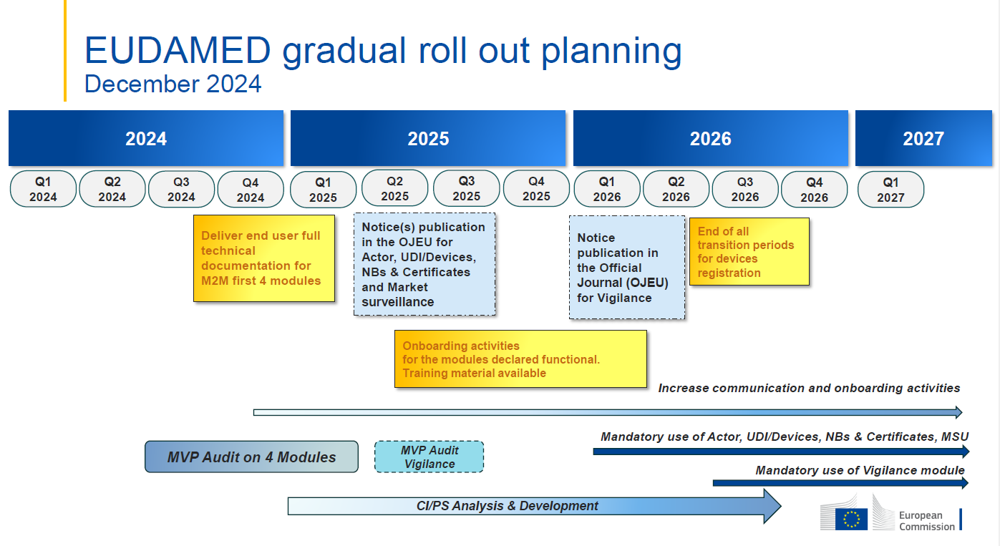 EUDAMED gradual roll out planning
December 2024
2024
2025
2026
2027
Q1
2024
Q2
2024
Q3
2024
Q4
2024
Q1
2025
Q2
2025
Q3
2025
Q4
2025
Q1
2026
Q2
2026
Q3
2026
Q4
2026
Q1
2027
Deliver end user full
technical
documentation for
M2M first 4 modules
Notice(s) publication
in the OJEU for
Actor, UDI/Devices,
NBs & Certificates
and Market
surveillance
Notice
publication in
the Official
Journal (OJEU)
for Vigilance
End of all
transition periods
for devices
registration
Onboarding activities
for the modules declared functional.
Training material available
Increase communication and onboarding activities
Mandatory use of Actor, UDI/Devices, NBs & Certificates, MSU
MVP Audit on 4 Modules
MVP Audit
Vigilance
Mandatory use of Vigilance module
CI/PS Analysis & Development
European
Commission